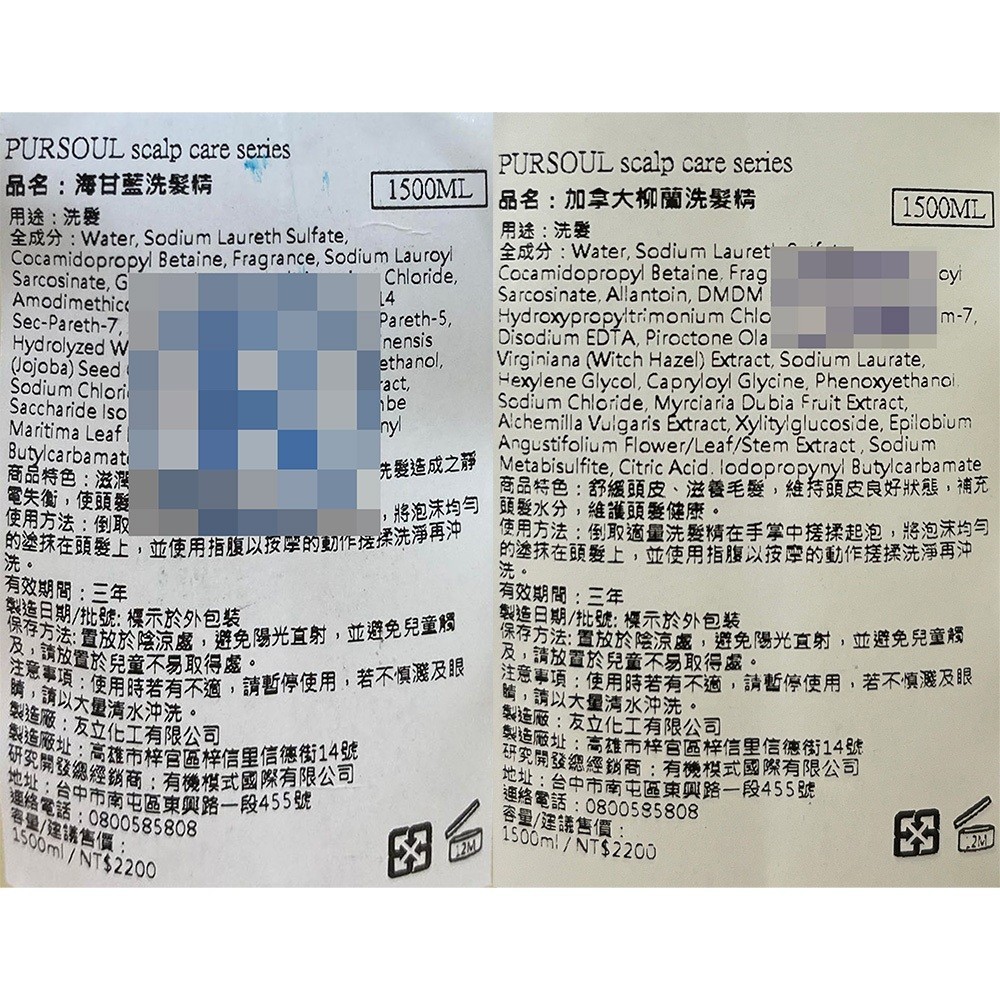 PURSOUL scalp care series
品名：海甘藍洗髮精
1500ML
用途：洗髮
全成分：Water, Sodium Laureth Sulfate,
Cocamidopropyl Betaine, Fragrance, Sodium Lauroyl
Sarcosinate, Chloride,
Amodimethic 14
Sec-Pareth-7, Pareth-5,
Hydrolyzed nensis
(Jojoba) Seed ethanol,
Sodium Chlori ract,
Saccharide Iso
Maritima Leaf nyl
Butylcarbamate
商品特色：滋潤 洗髮造成之靜
電失衡，使頭髮
使用方法：倒取 ，將泡沫均勻
的塗抹在頭髮上，並使用指腹以按摩的動作搓揉洗淨再沖
洗。
有效期間：三年
製造日期/批號: 標示於外包裝
保存方法: 置放於陰涼處，避免陽光直射，並避免兒童觸
及，請放置於兒童不易取得處。
注意事項：使用時若有不適，請暫停使用，若不慎濺及眼
睛，請以大量清水沖洗。
製造廠：友立化工有限公司
製造廠址：高雄市梓官區梓信里信德街14號
研究開發總經銷商：有機模式國際有限公司
地址：台中市南屯區東興路一段455號
連絡電話：0800585808
容量/建議售價：
1500ml / NT$2200
12M
PURSOUL scalp care series
品名：加拿大柳蘭洗髮精
1500ML
用途：洗髮
全成分：Water, Sodium Lauret
Cocamidopropyl Betaine, Frag oyl
Sarcosinate, Allantoin, DMDM
Hydroxypropyltrimonium Chlo m-7,
Disodium EDTA, Piroctone Ola
Virginiana (Witch Hazel) Extract, Sodium Laurate,
Hexylene Glycol, Capryloyl Glycine, Phenoxyethanol,
Sodium Chloride, Myrciaria Dubia Fruit Extract,
Alchemilla Vulgaris Extract, Xylitylglucoside, Epilobium
Angustifolium Flower/Leaf/Stem Extract , Sodium
Metabisulfite, Citric Acid, Iodopropynyl Butylcarbamate
商品特色：舒緩頭皮、滋養毛髮，維持頭皮良好狀態，補充
頭髮水分，維護頭髮健康。
使用方法：倒取適量洗髮精在手掌中搓揉起泡，將泡沫均勻
的塗抹在頭髮上，並使用指腹以按摩的動作搓揉洗淨再沖
洗。
有效期間：三年
製造日期/批號: 標示於外包裝
保存方法: 置放於陰涼處，避免陽光直射，並避免兒童觸
及，請放置於兒童不易取得處。
注意事項：使用時若有不適，請暫停使用，若不慎濺及眼
睛，請以大量清水沖洗。
製造廠：友立化工有限公司
製造廠址：高雄市梓官區梓信里信德街14號
研究開發總經銷商：有機模式國際有限公司
地址：台中市南屯區東興路一段455號
連絡電話：0800585808
容量/建議售價：
1500ml / NT$2200
12M